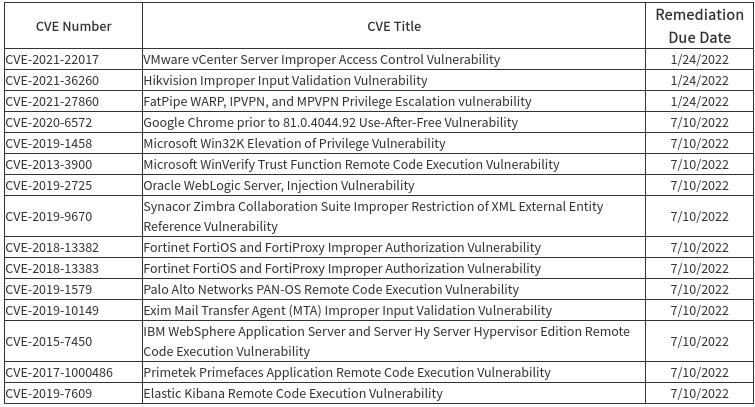 CVE Number CVE Title Remediation
Due Date
CVE-2021-22017 VMware vCenter Server Improper Access Control Vulnerability 1/24/2022
CVE-2021-36260 Hikvision Improper Input Validation Vulnerability 1/24/2022
CVE-2021-27860 FatPipe WARP, IPVPN, and MPVPN Privilege Escalation vulnerability 1/24/2022
CVE-2020-6572 Google Chrome prior to 81.0.4044.92 Use-After-Free Vulnerability 7/10/2022
CVE-2019-1458 Microsoft Win32K Elevation of Privilege Vulnerability 7/10/2022
CVE-2013-3900 Microsoft WinVerify Trust Function Remote Code Execution Vulnerability 7/10/2022
CVE-2019-2725 Oracle WebLogic Server, Injection Vulnerability 7/10/2022
CVE-2019-9670 Synacor Zimbra Collaboration Suite Improper Restriction of XML External Entity
Reference Vulnerability 7/10/2022
CVE-2018-13382 Fortinet FortiOS and FortiProxy Improper Authorization Vulnerability 7/10/2022
CVE-2018-13383 Fortinet FortiOS and FortiProxy Improper Authorization Vulnerability 7/10/2022
CVE-2019-1579 Palo Alto Networks PAN-OS Remote Code Execution Vulnerability 7/10/2022
CVE-2019-10149 Exim Mail Transfer Agent (MTA) Improper Input Validation Vulnerability 7/10/2022
CVE-2015-7450 IBM WebSphere Application Server and Server Hy Server Hypervisor Edition Remote
Code Execution Vulnerability 7/10/2022
CVE-2017-1000486 Primetek Primefaces Application Remote Code Execution Vulnerability 7/10/2022
CVE-2019-7609 Elastic Kibana Remote Code Execution Vulnerability 7/10/2022